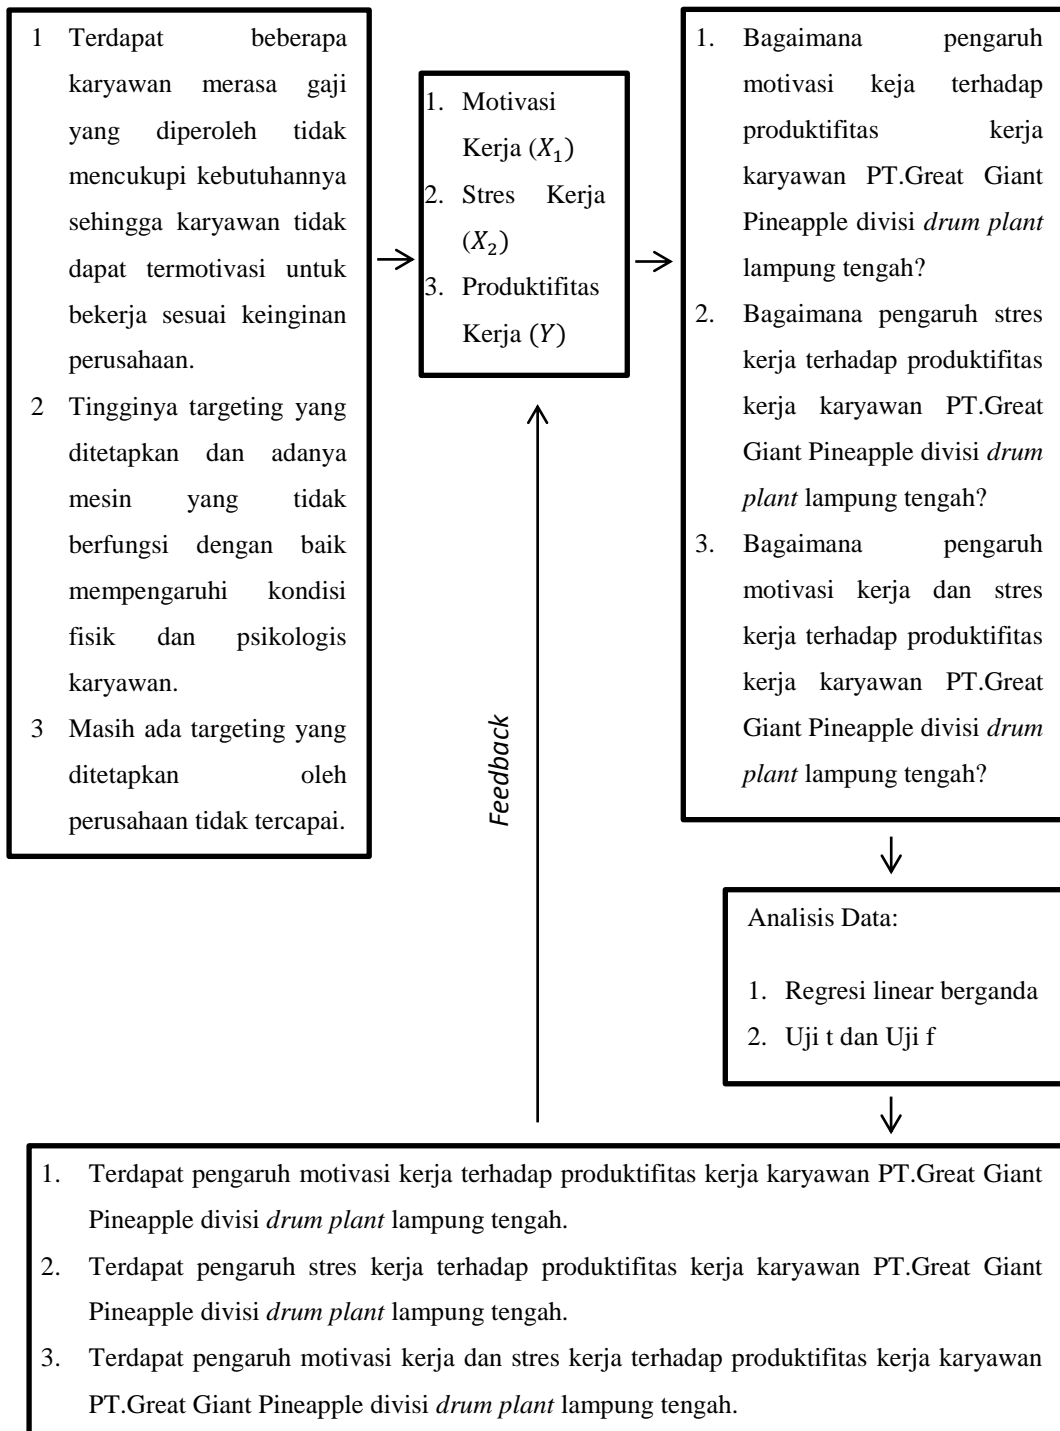 1 Terdapat beberapa
karyawan merasa gaji
yang diperoleh tidak
mencukupi kebutuhannya
sehingga karyawan tidak
dapat termotivasi untuk
bekerja sesuai keinginan
perusahaan.
2 Tingginya targeting yang
ditetapkan dan adanya
mesin yang tidak
berfungsi dengan baik
mempengaruhi kondisi
fisik dan psikologis
karyawan.
3 Masih ada targeting yang
ditetapkan oleh
perusahaan tidak tercapai.
1. Motivasi
Kerja (X₁)
2. Stres Kerja
(X₂)
3. Produktifitas
Kerja (Y)
1. Bagaimana pengaruh
motivasi keja terhadap
produktifitas kerja
karyawan PT.Great Giant
Pineapple divisi drum plant
lampung tengah?
2. Bagaimana pengaruh stres
kerja terhadap produktifitas
kerja karyawan PT.Great
Giant Pineapple divisi drum
plant lampung tengah?
3. Bagaimana pengaruh
motivasi kerja dan stres
kerja terhadap produktifitas
kerja karyawan PT.Great
Giant Pineapple divisi drum
plant lampung tengah?
Feedback
Analisis Data:
1. Regresi linear berganda
2. Uji t dan Uji f
1. Terdapat pengaruh motivasi kerja terhadap produktifitas kerja karyawan PT.Great Giant
Pineapple divisi drum plant lampung tengah.
2. Terdapat pengaruh stres kerja terhadap produktifitas kerja karyawan PT.Great Giant
Pineapple divisi drum plant lampung tengah.
3. Terdapat pengaruh motivasi kerja dan stres kerja terhadap produktifitas kerja karyawan
PT.Great Giant Pineapple divisi drum plant lampung tengah.